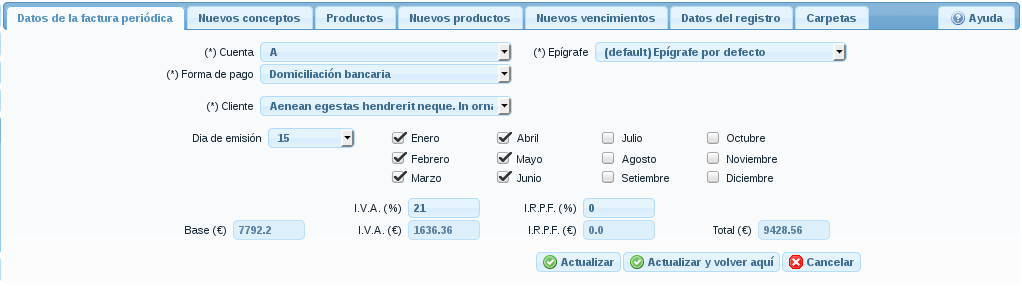 Datos de la factura periódica Nuevos conceptos Productos Nuevos productos Nuevos vencimientos Datos del registro Carpetas Ayuda
(*) Cuenta A (*) Epígrafe (default) Epígrafe por defecto
(*) Forma de pago Domiciliación bancaria
(*) Cliente Aenean egestas hendrerit neque. In orna
Dia de emisión 15 Enero Abril Julio Octubre
Febrero Mayo Agosto Noviembre
Marzo Junio Setiembre Diciembre
I.V.A. (%) 21 I.R.P.F. (%) 0
Base (€) 7792.2 I.V.A. (€) 1636.36 I.R.P.F. (€) 0.0 Total (€) 9428.56
Actualizar Actualizar y volver aquí Cancelar